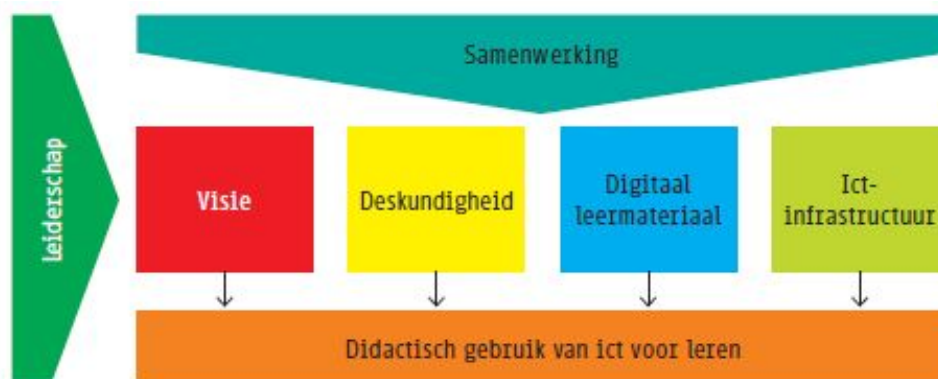 Samenwerking
Leiderschap
Visie
Deskundigheid
Digitaal
leermateriaal
Ict-
infrastructuur
Didactisch gebruik van ict voor leren